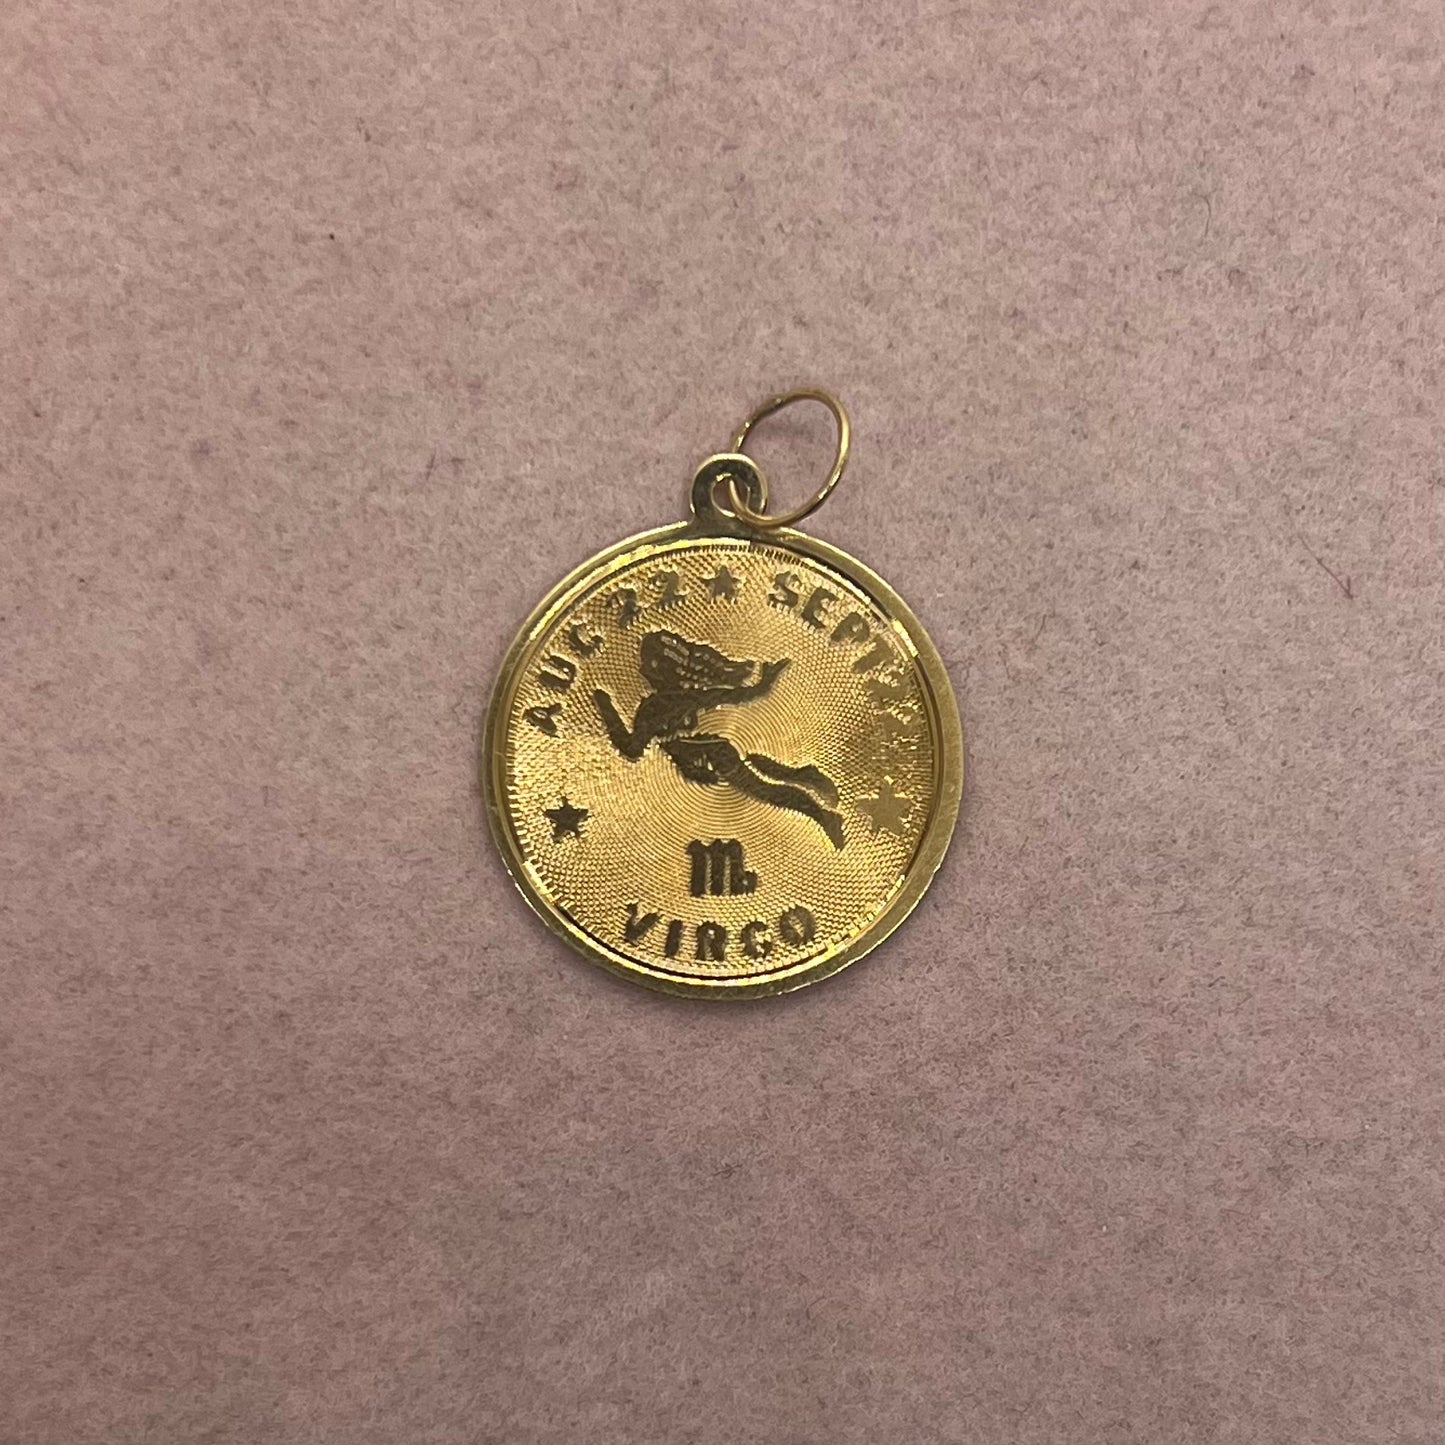 AUG 22 ★ SEPT
♍
VIRGO